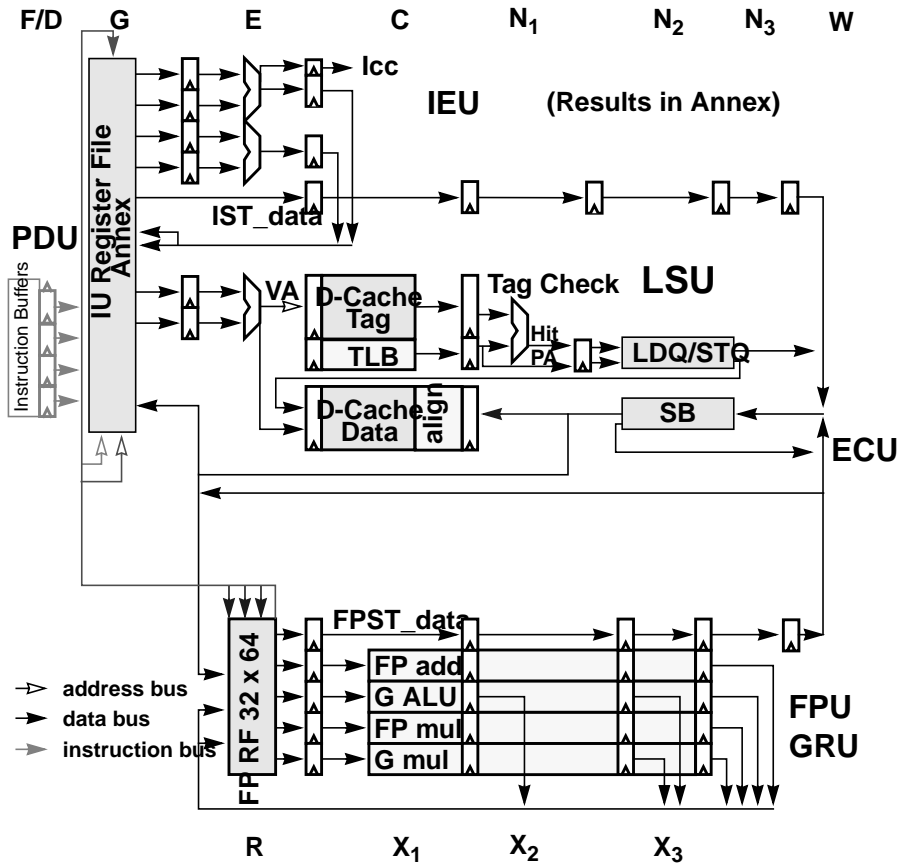 F/D G E C N1 N2 N3 W
Icc
IEU (Results in Annex)
IU Register File
Annex
IST_data
PDU
Instruction Buffers
VA
D-Cache
Tag
TLB
Tag Check
LSU
Hit
PA
LDQ/STQ
D-Cache
Data
align
SB
ECU
FPST_data
FP RF 32 x 64
FP add
G ALU
FP mul
G mul
FPU
GRU
address bus
data bus
instruction bus
R X1 X2 X3